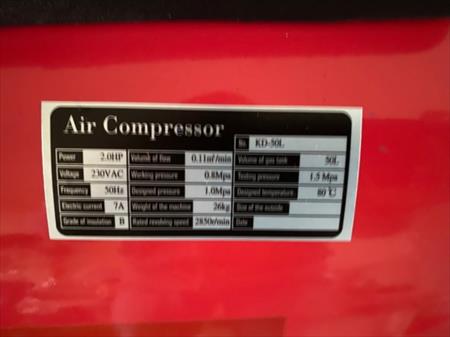 Air Compressor
No. KD-50L
Power 2.0HP Volumn of flow 0.11m³/min Volumn of gas tank 50L
Voltage 230VAC Working pressure 0.8Mpa Testing pressure 1.5 Mpa
Frequency 50Hz Designed pressure 1.0Mpa Designed temperature 80℃
Electric current 7A Weight of the machine 26kg Size of the outside
Grade of insulation B Rated revolving speed 2850r/min Date